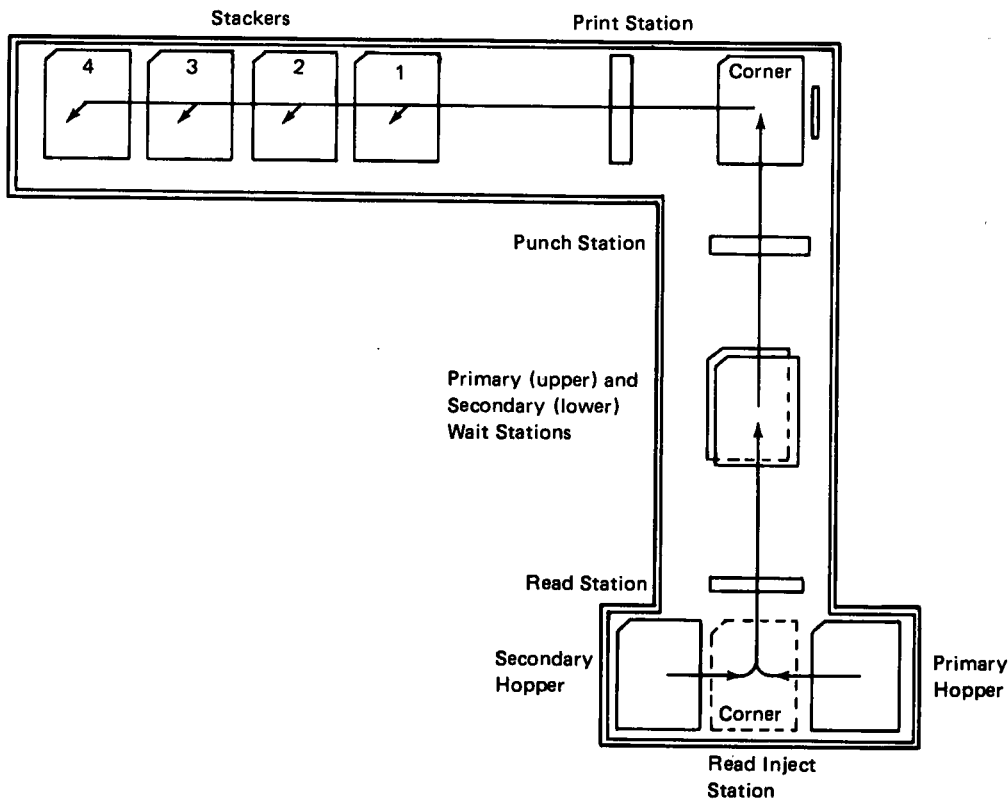 Stackers
Print Station
4
3
2
1
Corner
Punch Station
Primary (upper) and
Secondary (lower)
Wait Stations
Read Station
Secondary
Hopper
Corner
Primary
Hopper
Read Inject
Station